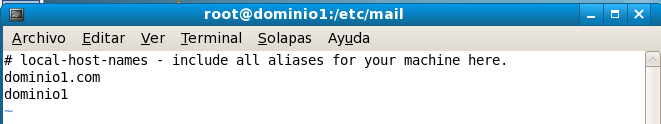 root@dominio1:/etc/mail
Archivo Editar Ver Terminal Solapas Ayuda
# local-host-names - include all aliases for your machine here.
dominio1.com
dominio1
~